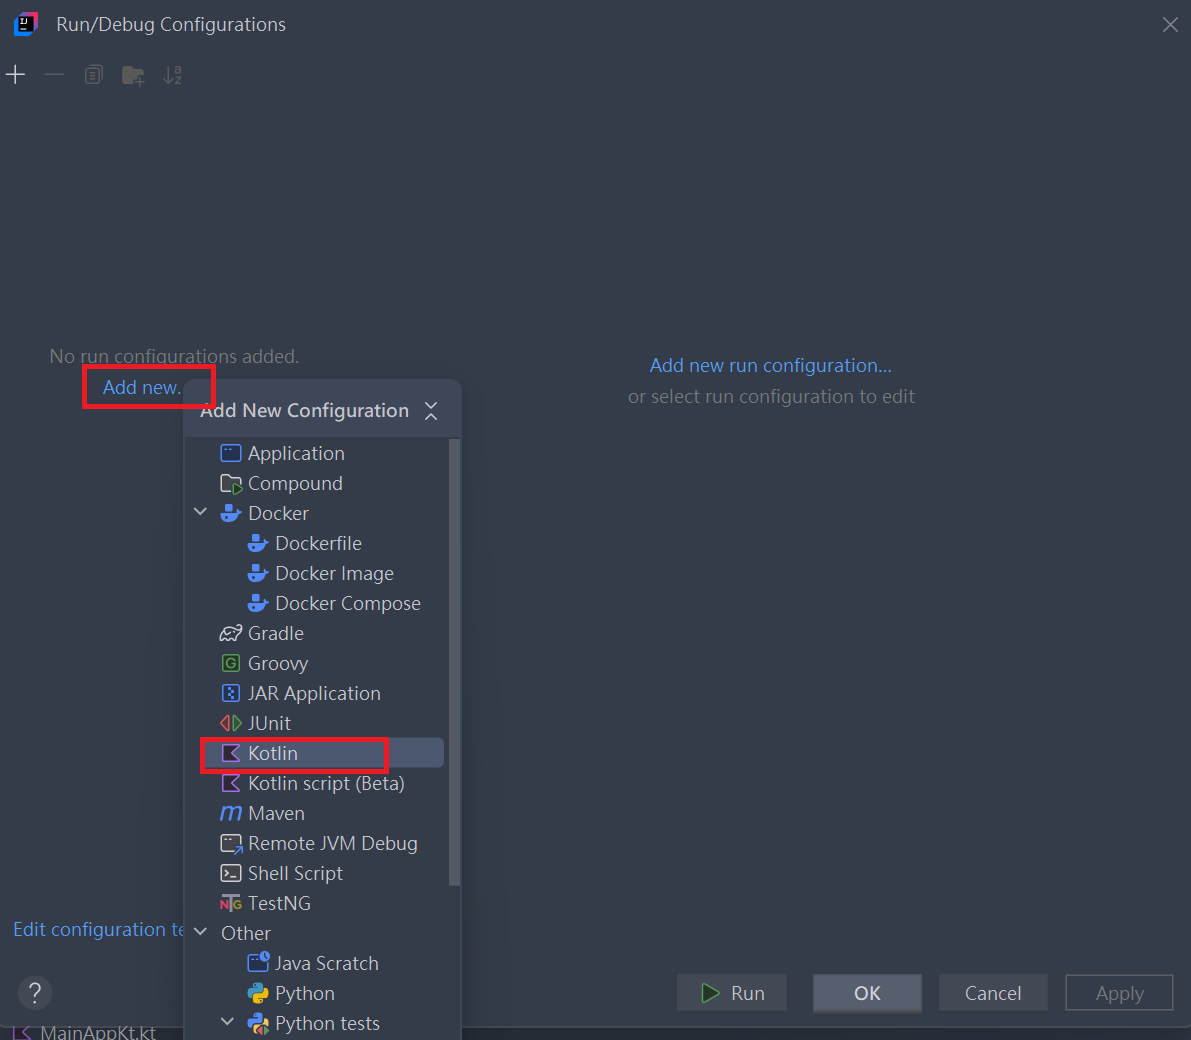 Run/Debug Configurations
No run configurations added.
Add new.
Add new run configuration...
or select run configuration to edit
Add New Configuration
Application
Compound
Docker
Dockerfile
Docker Image
Docker Compose
Gradle
Groovy
JAR Application
JUnit
Kotlin
Kotlin script (Beta)
Maven
Remote JVM Debug
Shell Script
TestNG
Other
Java Scratch
Python
Python tests
Edit configuration te
?
Run
OK
Cancel
Apply
MainAppKt.kt